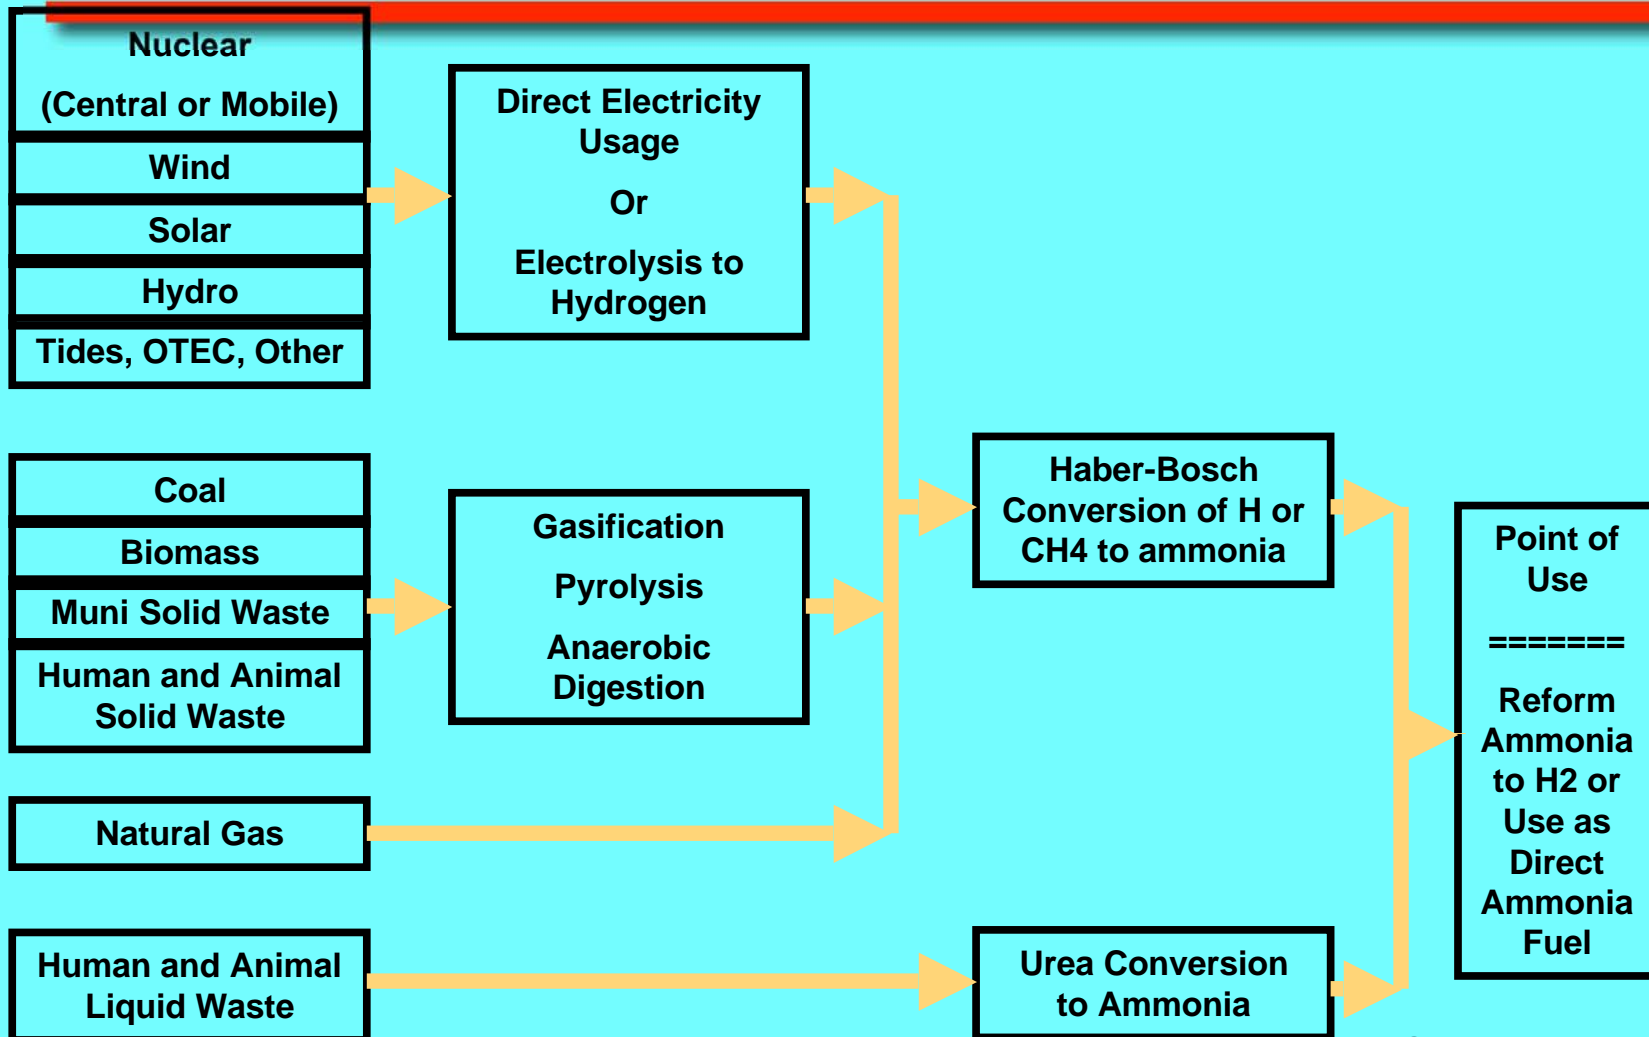 Nuclear
(Central or Mobile)
Wind
Solar
Hydro
Tides, OTEC, Other
Direct Electricity
Usage
Or
Electrolysis to
Hydrogen
Coal
Biomass
Muni Solid Waste
Human and Animal
Solid Waste
Gasification
Pyrolysis
Anaerobic
Digestion
Natural Gas
Human and Animal
Liquid Waste
Haber-Bosch
Conversion of H or
CH4 to ammonia
Urea Conversion
to Ammonia
Point of
Use
=======
Reform
Ammonia
to H2 or
Use as
Direct
Ammonia
Fuel